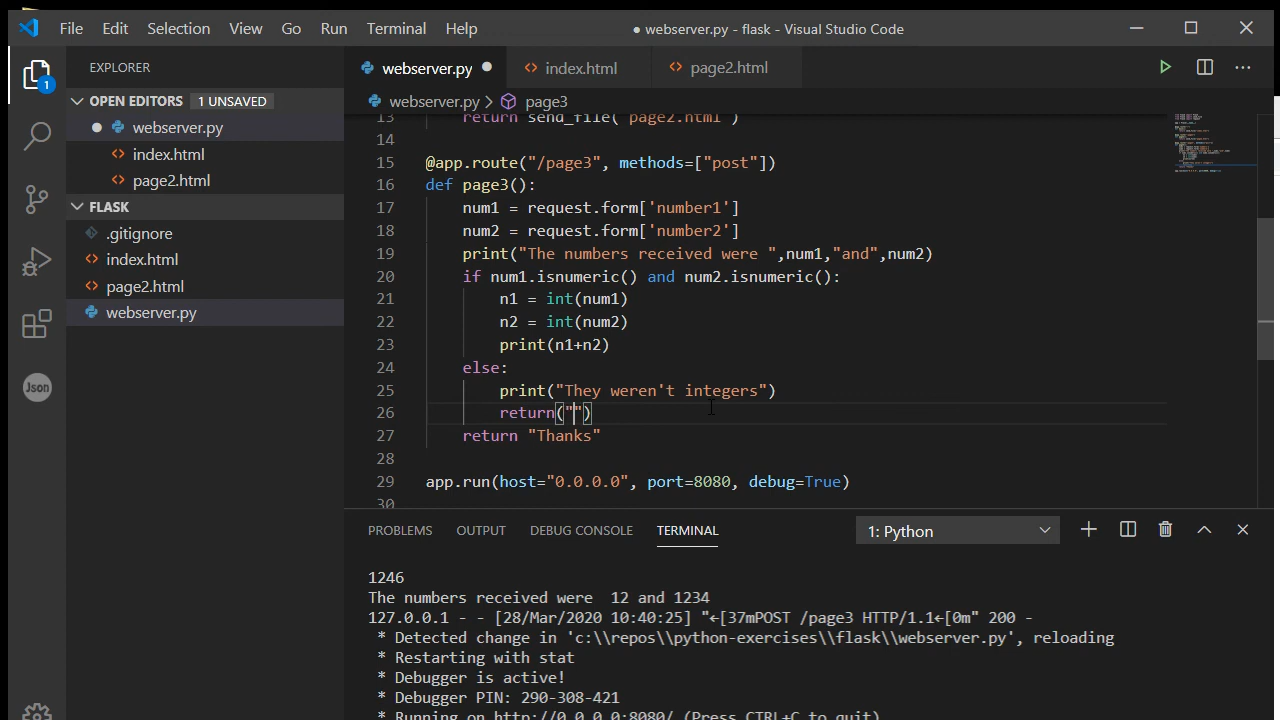 File Edit Selection View Go Run Terminal Help ● webserver.py - flask - Visual Studio Code
EXPLORER
webserver.py ● index.html page2.html
OPEN EDITORS 1 UNSAVED
webserver.py > page3
● webserver.py
index.html
page2.html
FLASK
.gitignore
index.html
page2.html
webserver.py
1
Json
13 return send_file("page2.html")
14
15 @app.route("/page3", methods=["post"])
16 def page3():
17 num1 = request.form['number1']
18 num2 = request.form['number2']
19 print("The numbers received were ",num1,"and",num2)
20 if num1.isnumeric() and num2.isnumeric():
21 n1 = int(num1)
22 n2 = int(num2)
23 print(n1+n2)
24 else:
25 print("They weren't integers")
26 return("")
27 return "Thanks"
28
29 app.run(host="0.0.0.0", port=8080, debug=True)
30
PROBLEMS OUTPUT DEBUG CONSOLE TERMINAL 1: Python
1246
The numbers received were  12 and 1234
127.0.0.1 - - [28/Mar/2020 10:40:25] "←[37mPOST /page3 HTTP/1.1←[0m" 200 -
* Detected change in 'c:\\repos\\python-exercises\\flask\\webserver.py', reloading
* Restarting with stat
* Debugger is active!
* Debugger PIN: 290-308-421
* Running on http://0.0.0.0:8080/ (Press CTRL+C to quit)